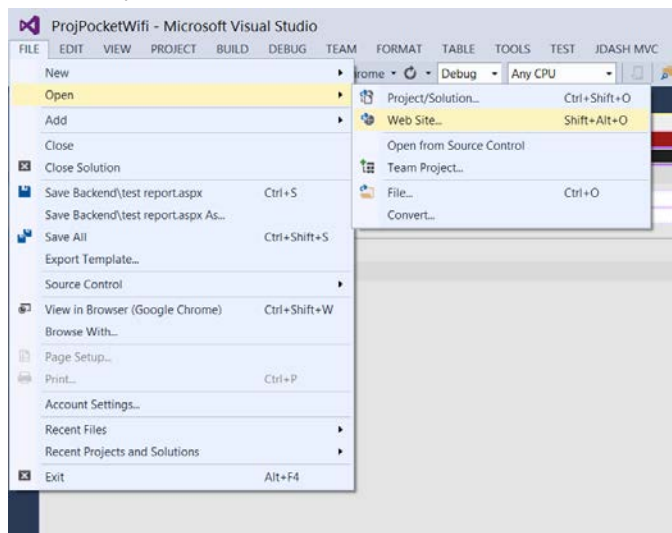 ProjPocketWifi - Microsoft Visual Studio
FILE EDIT VIEW PROJECT BUILD DEBUG TEAM FORMAT TABLE TOOLS TEST JDASH MVC
rome Debug Any CPU
New
Open
Project/Solution... Ctrl+Shift+O
Add
Web Site... Shift+Alt+O
Close
Open from Source Control
Close Solution
Team Project...
Save Backend\test report.aspx Ctrl+S
File... Ctrl+O
Save Backend\test report.aspx As...
Convert...
Save All Ctrl+Shift+S
Export Template...
Source Control
View in Browser (Google Chrome) Ctrl+Shift+W
Browse With...
Page Setup...
Print... Ctrl+P
Account Settings...
Recent Files
Recent Projects and Solutions
Exit Alt+F4